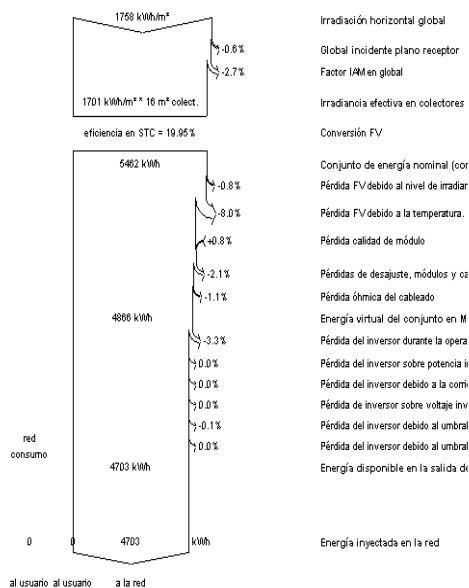 1758 kWh/m² Irradiación horizontal global
-0.6% Global incidente plano receptor
-2.7% Factor IAM en global
1701 kWh/m² * 16 m² colect. Irradiancia efectiva en colectores
eficiencia en STC = 19.95% Conversión FV
5462 kWh Conjunto de energía nominal (con
-0.8% Pérdida FV debido al nivel de irradian
-8.0% Pérdida FV debido a la temperatura.
+0.8% Pérdida calidad de módulo
-2.1% Pérdidas de desajuste, módulos y ca
-1.1% Pérdida óhmica del cableado
4866 kWh Energía virtual del conjunto en M
-3.3% Pérdida del inversor durante la opera
0.0% Pérdida del inversor sobre potencia in
0.0% Pérdida del inversor debido a la corrie
0.0% Pérdida de inversor sobre voltaje inv
-0.1% Pérdida del inversor debido al umbral
0.0% Pérdida del inversor debido al umbral
red
consumo
4703 kWh Energía disponible en la salida de
0 0 4703 kWh Energía inyectada en la red
al usuario al usuario a la red